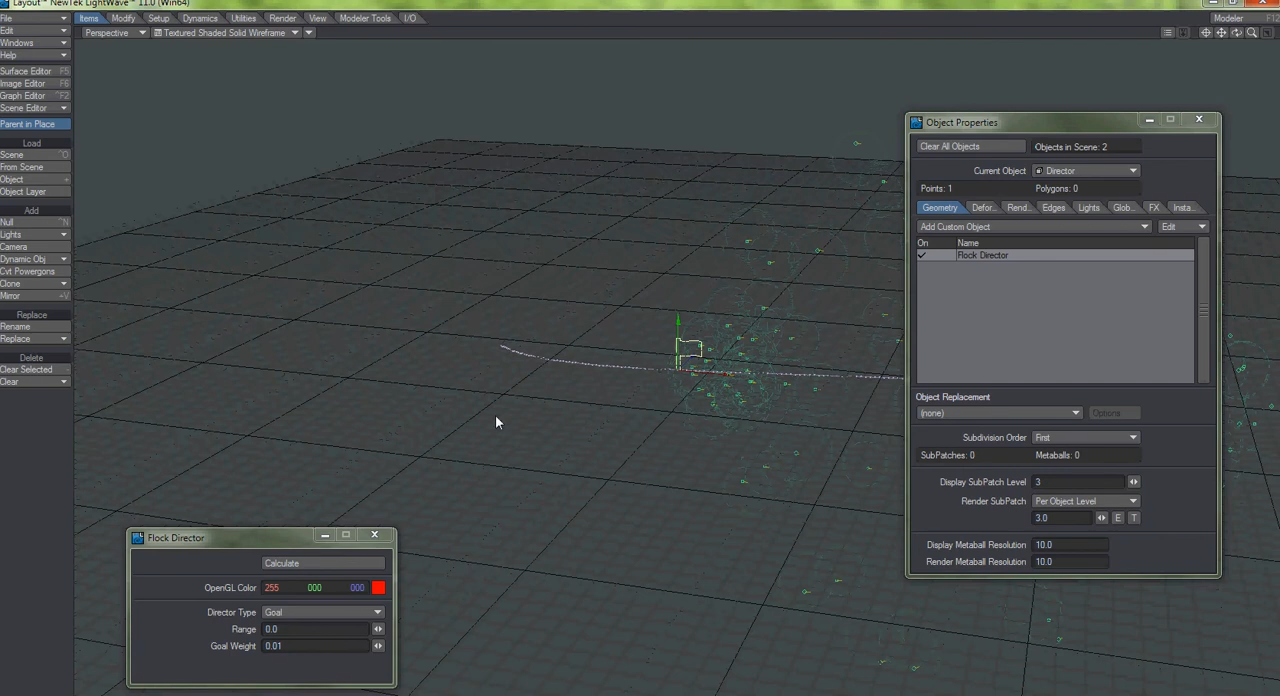 Layout™ NewTek LightWave™ 11.0 (Win64)
File
Edit
Windows
Help
Items Modify Setup Dynamics Utilities Render View Modeler Tools I/O
Modeler F12
Perspective Textured Shaded Solid Wireframe
Surface Editor F5
Image Editor F6
Graph Editor ^F2
Scene Editor
Parent in Place
Load
Scene ^O
From Scene
Object +
Object Layer
Add
Null ^N
Lights
Camera
Dynamic Obj
Cvt Powergons
Clone
Mirror +V
Replace
Rename
Replace
Delete
Clear Selected -
Clear
Object Properties
Clear All Objects Objects in Scene: 2
Current Object Director
Points: 1 Polygons: 0
Geometry Defor... Rend... Edges Lights Glob... FX Insta...
Add Custom Object Edit
On Name
Flock Director
Object Replacement
(none) Options
Subdivision Order First
SubPatches: 0 Metaballs: 0
Display SubPatch Level 3
Render SubPatch Per Object Level
3.0 E T
Display Metaball Resolution 10.0
Render Metaball Resolution 10.0
Flock Director
Calculate
OpenGL Color 255 000 000
Director Type Goal
Range 0.0
Goal Weight 0.01